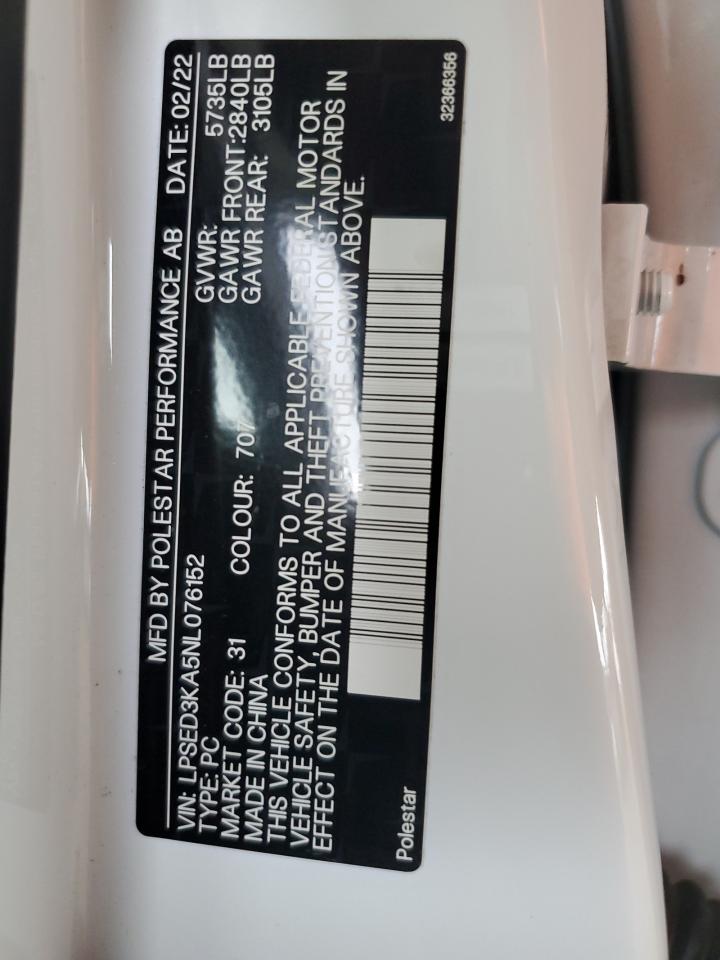 MFD BY POLESTAR PERFORMANCE AB DATE: 02/22
VIN: LPSED3KA5NL076152 GVWR: 5735LB
TYPE: PC GAWR FRONT:2840LB
MARKET CODE: 31 COLOUR: 707 GAWR REAR: 3105LB
MADE IN CHINA
THIS VEHICLE CONFORMS TO ALL APPLICABLE FEDERAL MOTOR
VEHICLE SAFETY, BUMPER AND THEFT PREVENTION STANDARDS IN
EFFECT ON THE DATE OF MANUFACTURE SHOWN ABOVE.
Polestar 32366356